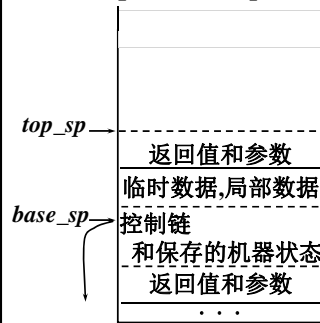 top_sp
返回值和参数
临时数据,局部数据
base_sp
控制链
和保存的机器状态
返回值和参数
. . .